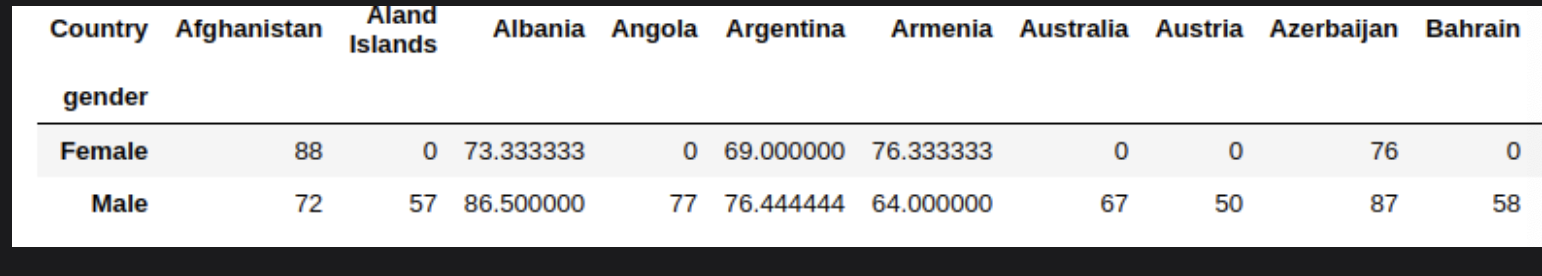 Country Afghanistan Aland Islands Albania Angola Argentina Armenia Australia Austria Azerbaijan Bahrain
gender
Female 88 0 73.333333 0 69.000000 76.333333 0 0 76 0
Male 72 57 86.500000 77 76.444444 64.000000 67 50 87 58